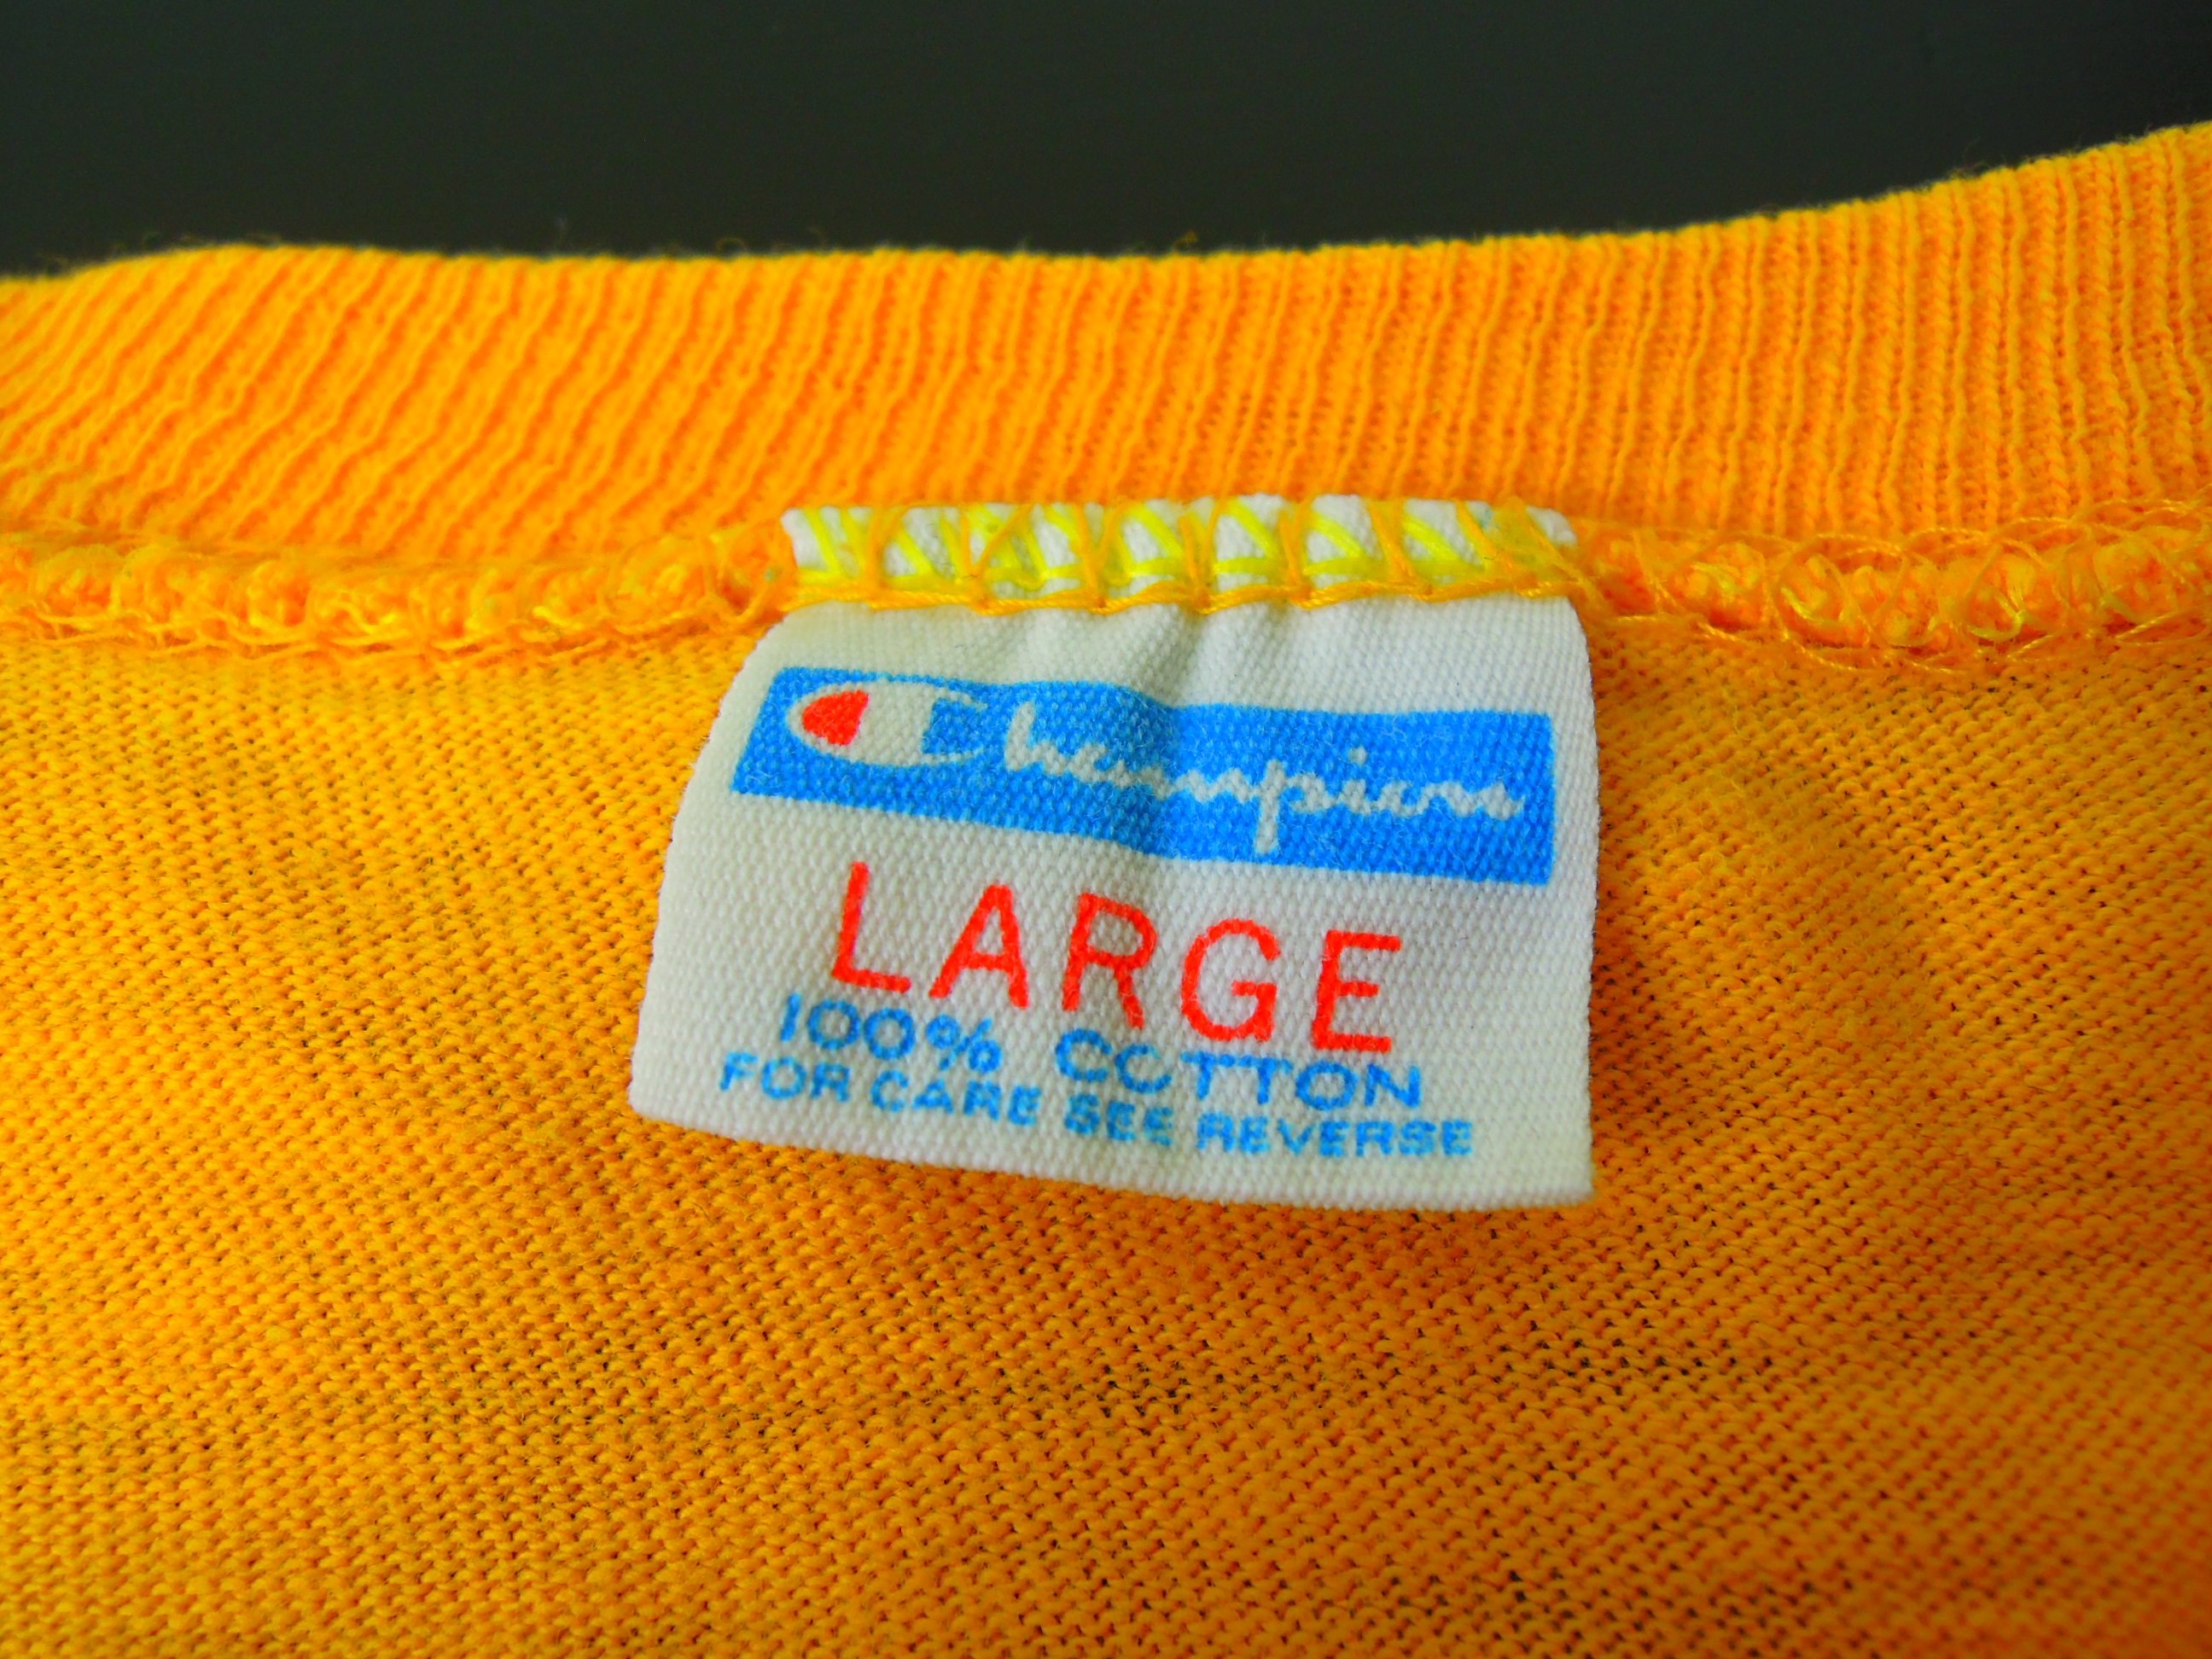 Champion
LARGE
100% COTTON
FOR CARE SEE REVERSE